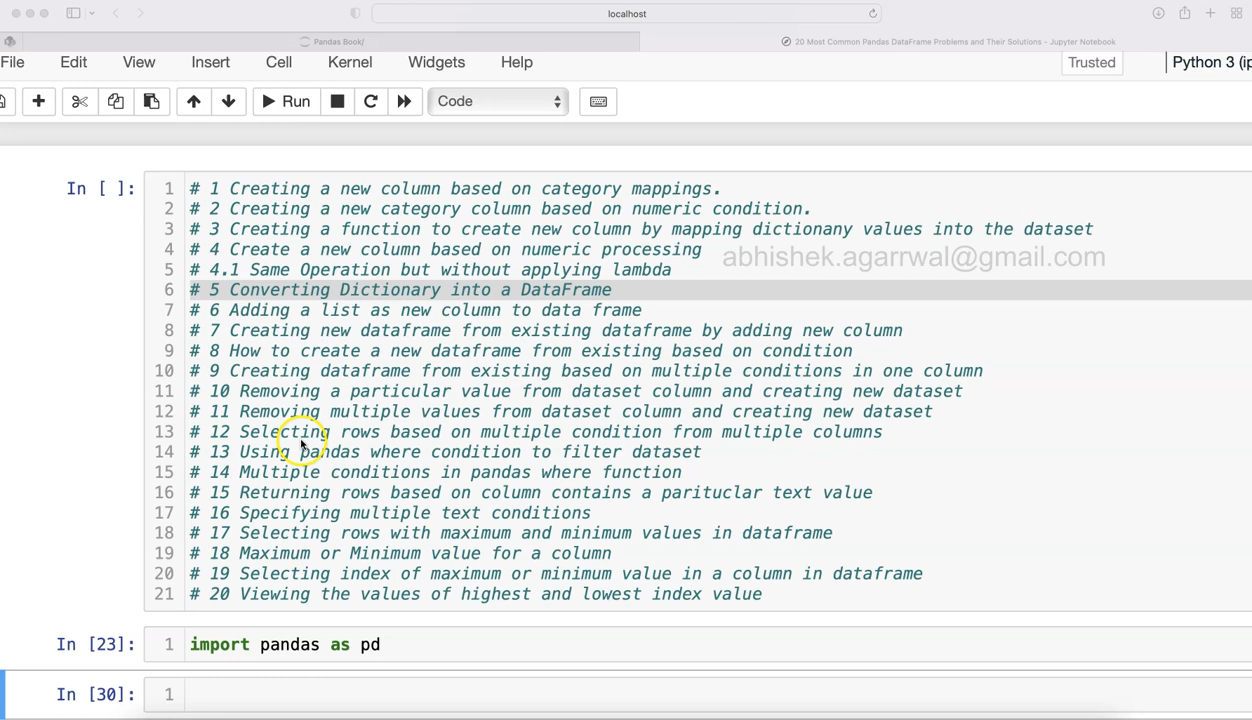 localhost
Pandas Book/
20 Most Common Pandas DataFrame Problems and Their Solutions - Jupyter Notebook
File Edit View Insert Cell Kernel Widgets Help Trusted Python 3 (ip
Run Code
In [ ]:
1 # 1 Creating a new column based on category mappings.
2 # 2 Creating a new category column based on numeric condition.
3 # 3 Creating a function to create new column by mapping dictionany values into the dataset
4 # 4 Create a new column based on numeric processing
abhishek.agarrwal@gmail.com
5 # 4.1 Same Operation but without applying lambda
6 # 5 Converting Dictionary into a DataFrame
7 # 6 Adding a list as new column to data frame
8 # 7 Creating new dataframe from existing dataframe by adding new column
9 # 8 How to create a new dataframe from existing based on condition
10 # 9 Creating dataframe from existing based on multiple conditions in one column
11 # 10 Removing a particular value from dataset column and creating new dataset
12 # 11 Removing multiple values from dataset column and creating new dataset
13 # 12 Selecting rows based on multiple condition from multiple columns
14 # 13 Using pandas where condition to filter dataset
15 # 14 Multiple conditions in pandas where function
16 # 15 Returning rows based on column contains a parituclar text value
17 # 16 Specifying multiple text conditions
18 # 17 Selecting rows with maximum and minimum values in dataframe
19 # 18 Maximum or Minimum value for a column
20 # 19 Selecting index of maximum or minimum value in a column in dataframe
21 # 20 Viewing the values of highest and lowest index value
In [23]: 1 import pandas as pd
In [30]: 1